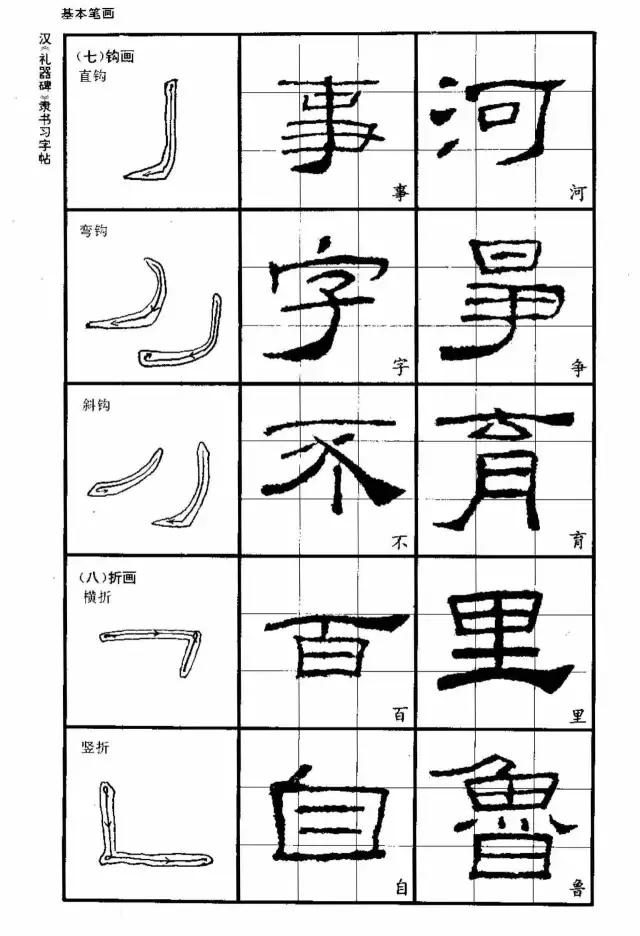 基本笔画
汉《礼器碑》隶书习字帖
（七）钩画
直钩
事
事
河
河
弯钩
字
字
争
争
斜钩
不
不
育
育
（八）折画
横折
百
百
里
里
竖折
自
自
魯
鲁